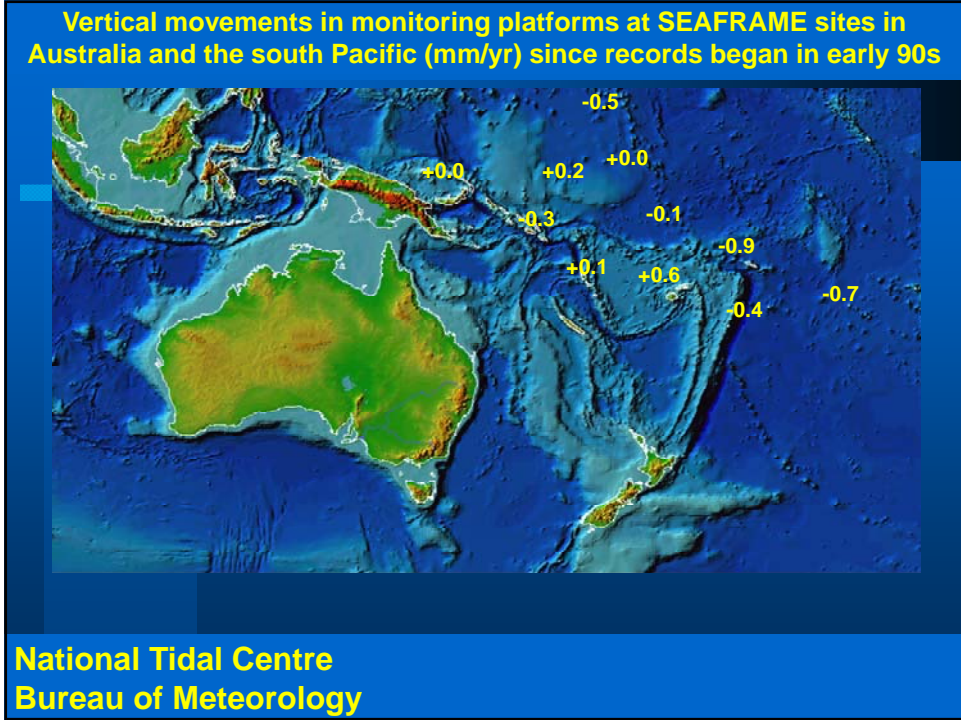 Vertical movements in monitoring platforms at SEAFRAME sites in
Australia and the south Pacific (mm/yr) since records began in early 90s
-0.5
+0.0
+0.2
+0.0
-0.3
-0.1
-0.9
+0.1
+0.6
-0.7
-0.4
National Tidal Centre
Bureau of Meteorology